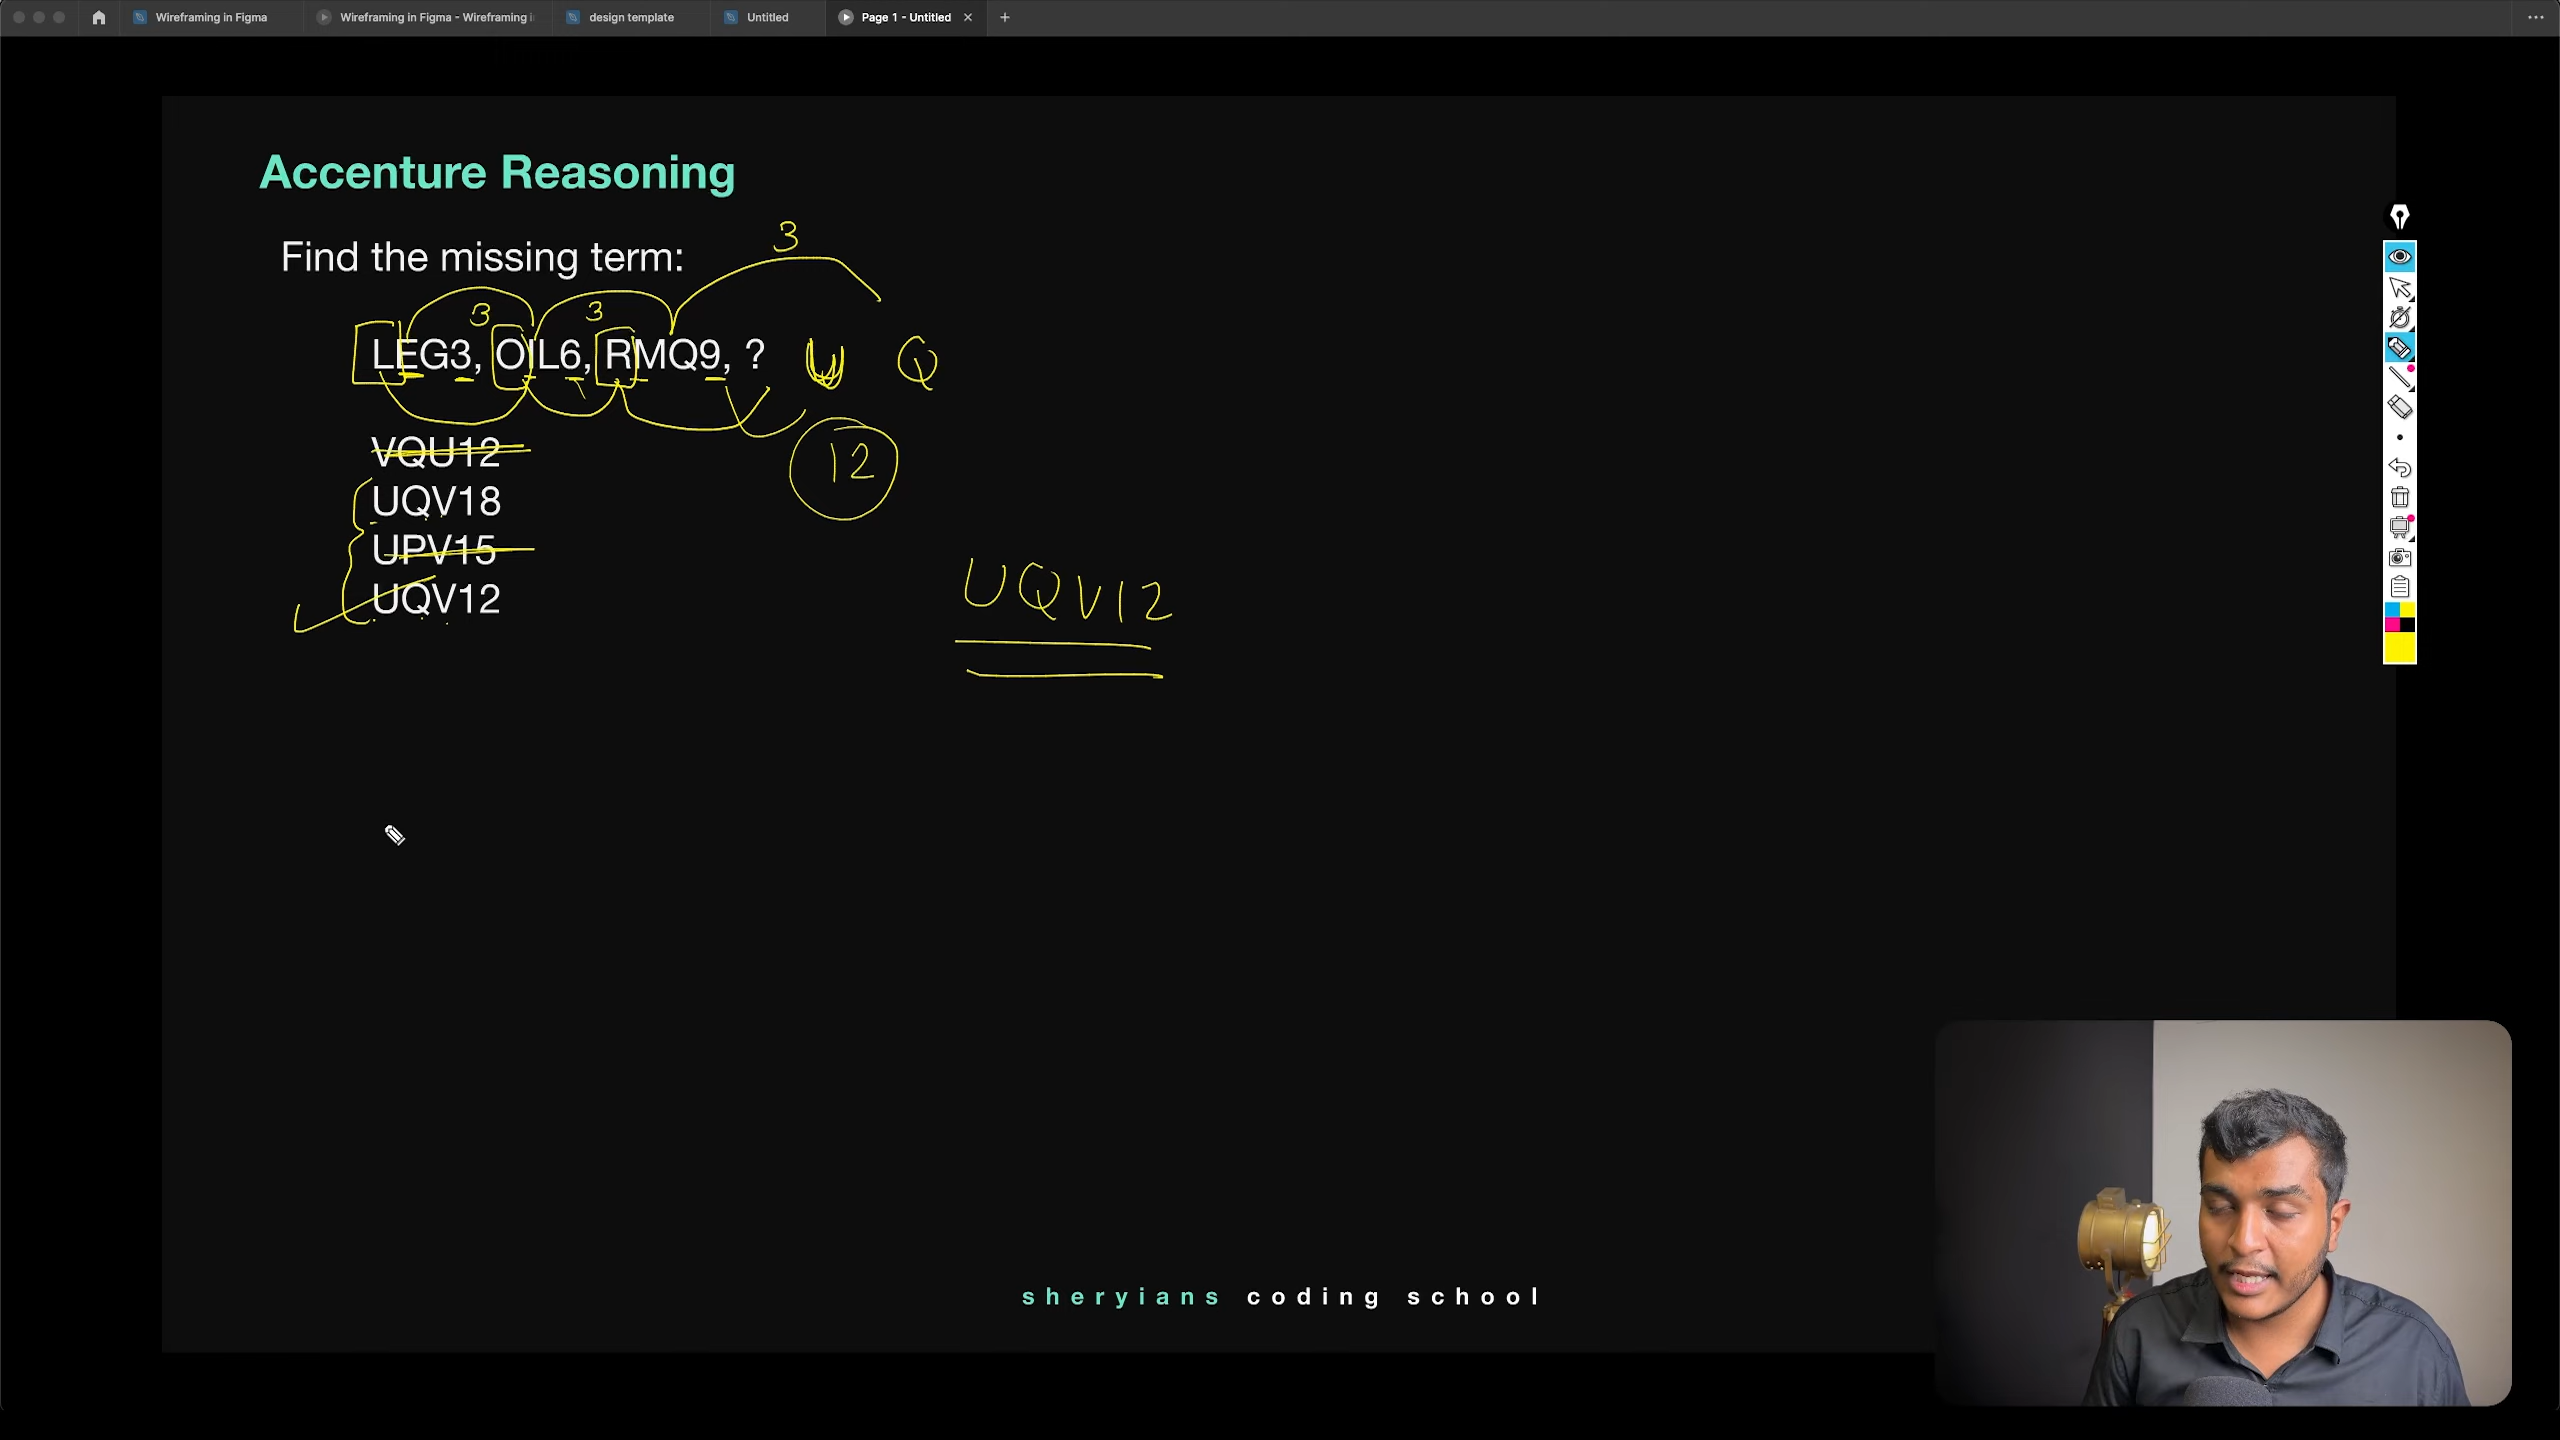 Wireframing in Figma
Wireframing in Figma - Wireframing i
design template
Untitled
Page 1 - Untitled
Accenture Reasoning
3
Find the missing term:
3 3
LEG3, OIL6, RMQ9, ? U Q
12
VQU12
UQV18
UPV15
UQV12
UQV12
sheryians coding school